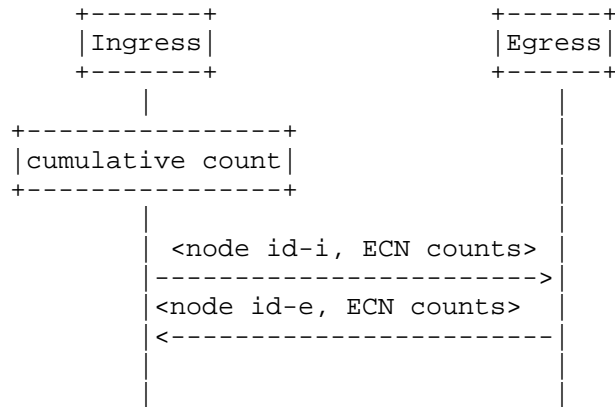 Ingress Egress
cumulative count
<node id-i, ECN counts>
<node id-e, ECN counts>